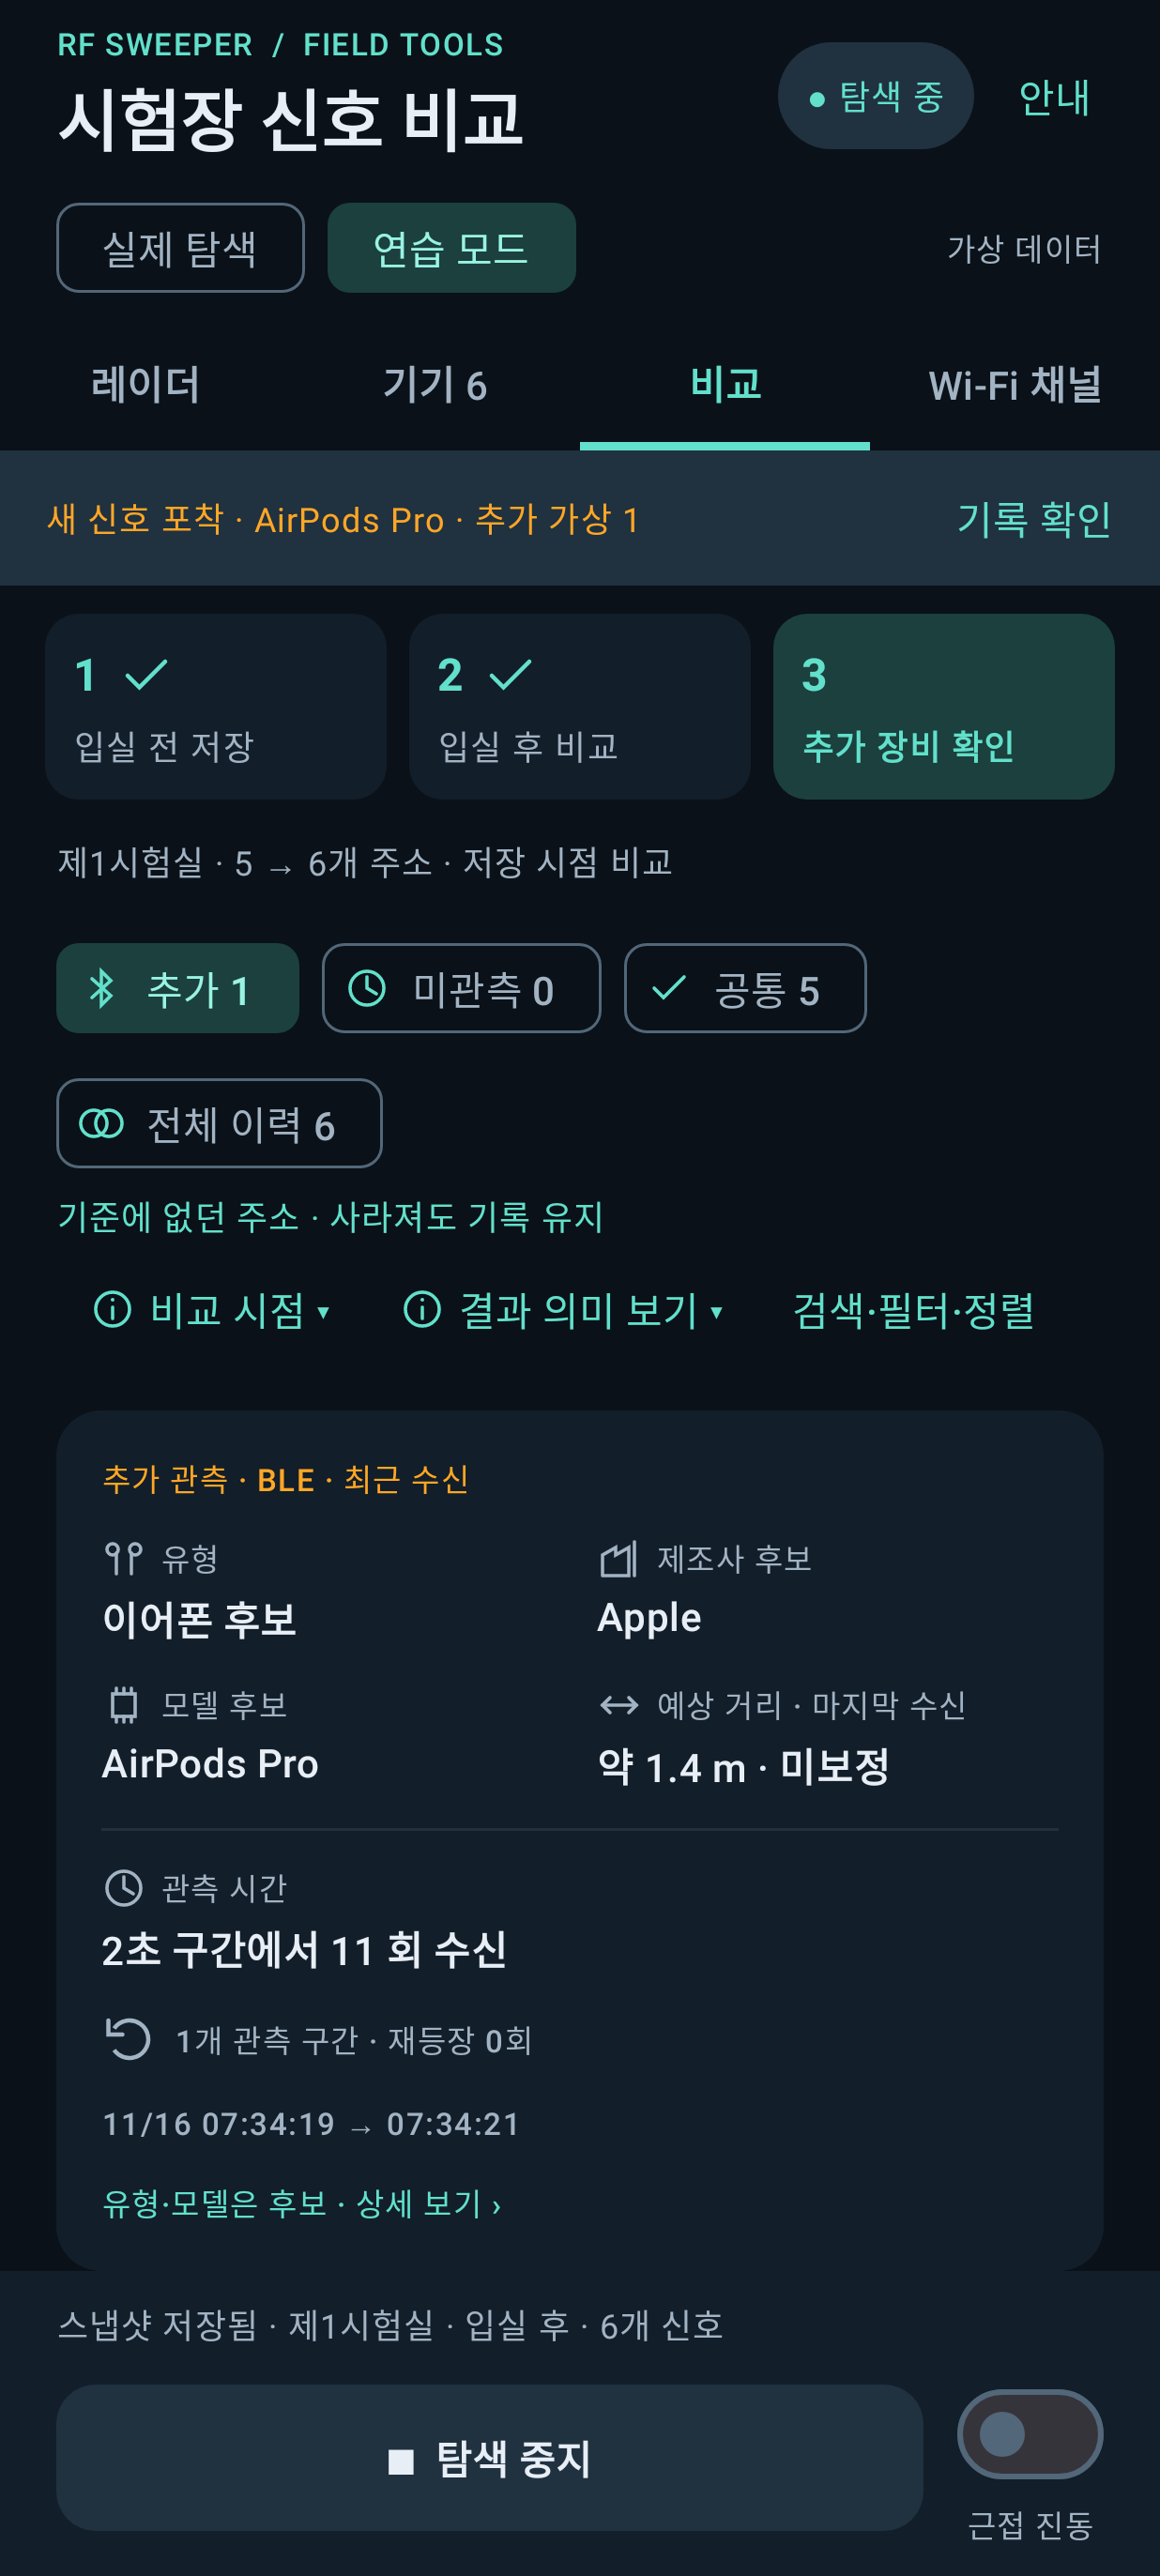 RF SWEEPER / FIELD TOOLS
시험장 신호 비교
● 탐색 중
안내
실제 탐색
연습 모드
가상 데이터
레이더
기기 6
비교
Wi-Fi 채널
새 신호 포착 · AirPods Pro · 추가 가상 1
기록 확인
1
입실 전 저장
2
입실 후 비교
3
추가 장비 확인
제1시험실 · 5 → 6개 주소 · 저장 시점 비교
추가 1
미관측 0
공통 5
전체 이력 6
기준에 없던 주소 · 사라져도 기록 유지
비교 시점 ▾
결과 의미 보기 ▾
검색·필터·정렬
추가 관측 · BLE · 최근 수신
유형
이어폰 후보
제조사 후보
Apple
모델 후보
AirPods Pro
예상 거리 · 마지막 수신
약 1.4 m · 미보정
관측 시간
2초 구간에서 11 회 수신
1개 관측 구간 · 재등장 0회
11/16 07:34:19 → 07:34:21
유형·모델은 후보 · 상세 보기 ›
스냅샷 저장됨 · 제1시험실 · 입실 후 · 6개 신호
■ 탐색 중지
근접 진동